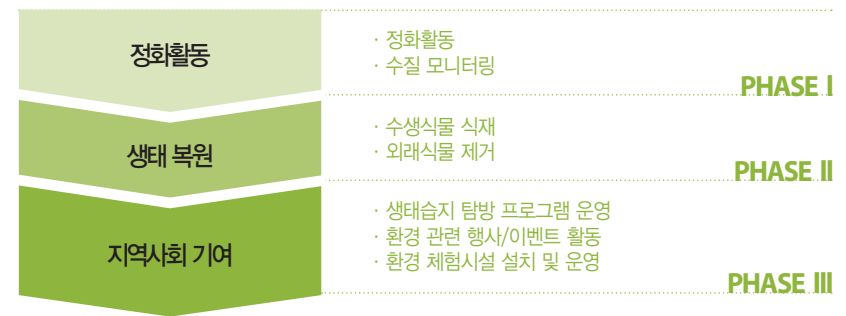 정화활동
· 정화활동
· 수질 모니터링
PHASE Ⅰ
생태 복원
· 수생식물 식재
· 외래식물 제거
PHASE Ⅱ
지역사회 기여
· 생태습지 탐방 프로그램 운영
· 환경 관련 행사/이벤트 활동
· 환경 체험시설 설치 및 운영
PHASE Ⅲ